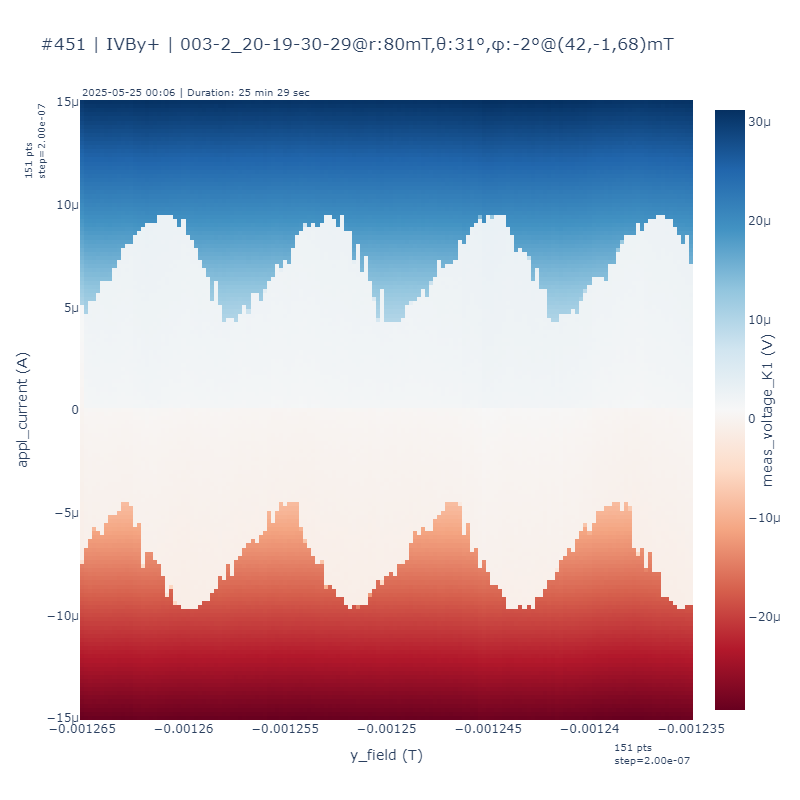 #451 | IVBy+ | 003-2_20-19-30-29@r:80mT,θ:31°,φ:-2°@(42,-1,68)mT
2025-05-25 00:06 | Duration: 25 min 29 sec
151 pts
step=2.00e-07
appl_current (A)
15μ
10μ
5μ
0
−5μ
−10μ
−15μ
−0.001265
−0.00126
−0.001255
−0.00125
−0.001245
−0.00124
−0.001235
y_field (T)
151 pts
step=2.00e-07
30μ
20μ
10μ
0
−10μ
−20μ
meas_voltage_K1 (V)